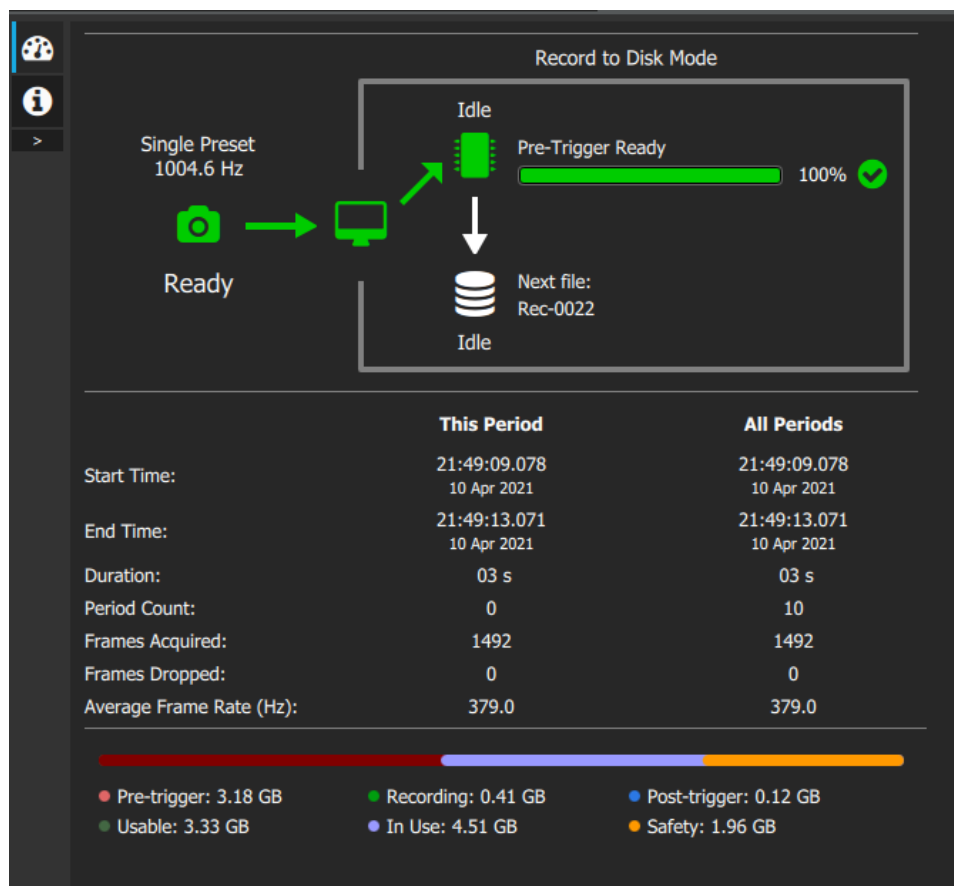 Record to Disk Mode
Idle
Single Preset
1004.6 Hz
Pre-Trigger Ready
100%
Ready
Next file:
Rec-0022
Idle
>
This Period All Periods
Start Time: 21:49:09.078 21:49:09.078
10 Apr 2021 10 Apr 2021
End Time: 21:49:13.071 21:49:13.071
10 Apr 2021 10 Apr 2021
Duration: 03 s 03 s
Period Count: 0 10
Frames Acquired: 1492 1492
Frames Dropped: 0 0
Average Frame Rate (Hz): 379.0 379.0
Pre-trigger: 3.18 GB Recording: 0.41 GB Post-trigger: 0.12 GB
Usable: 3.33 GB In Use: 4.51 GB Safety: 1.96 GB